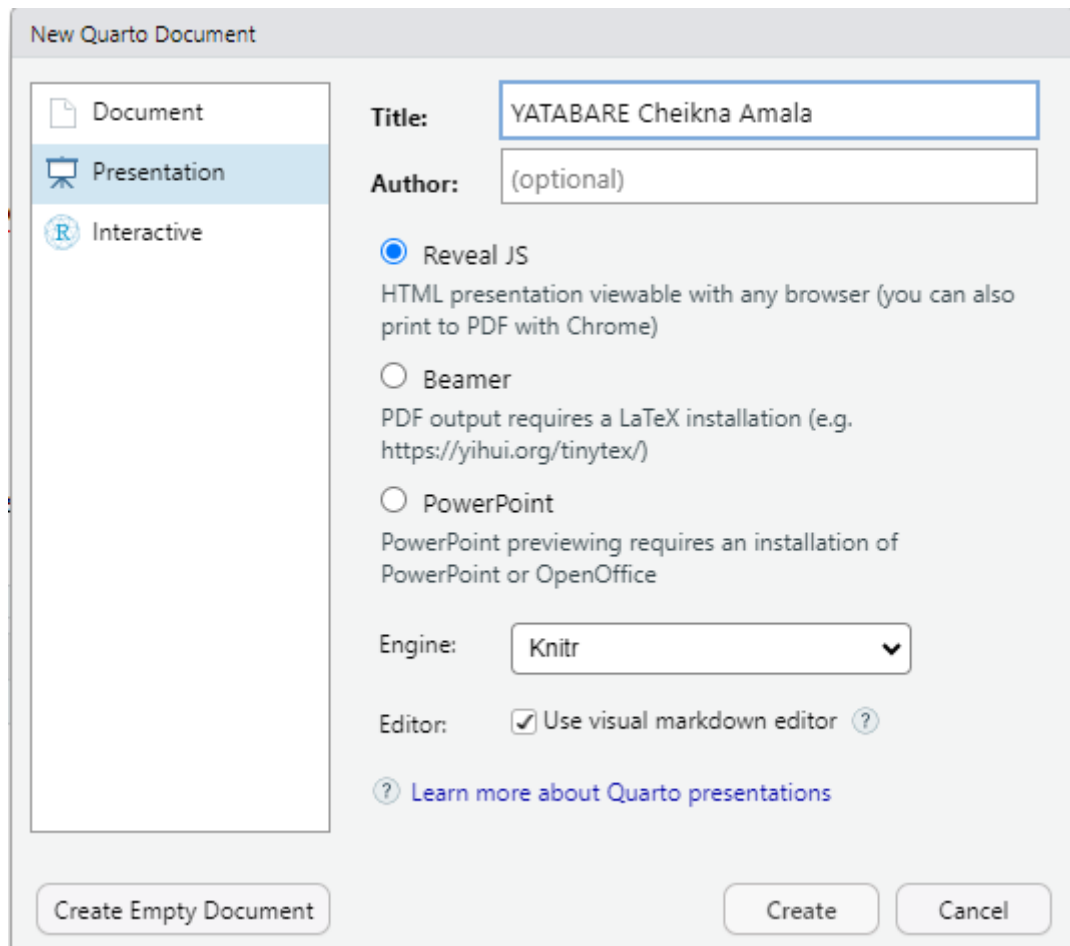 New Quarto Document
Document
Presentation
Interactive
Title:
YATABARE Cheikna Amala
Author:
(optional)
Reveal JS
HTML presentation viewable with any browser (you can also
print to PDF with Chrome)
Beamer
PDF output requires a LaTeX installation (e.g.
https://yihui.org/tinytex/)
PowerPoint
PowerPoint previewing requires an installation of
PowerPoint or OpenOffice
Engine:
Knitr
Editor:
Use visual markdown editor ?
? Learn more about Quarto presentations
Create Empty Document
Create
Cancel